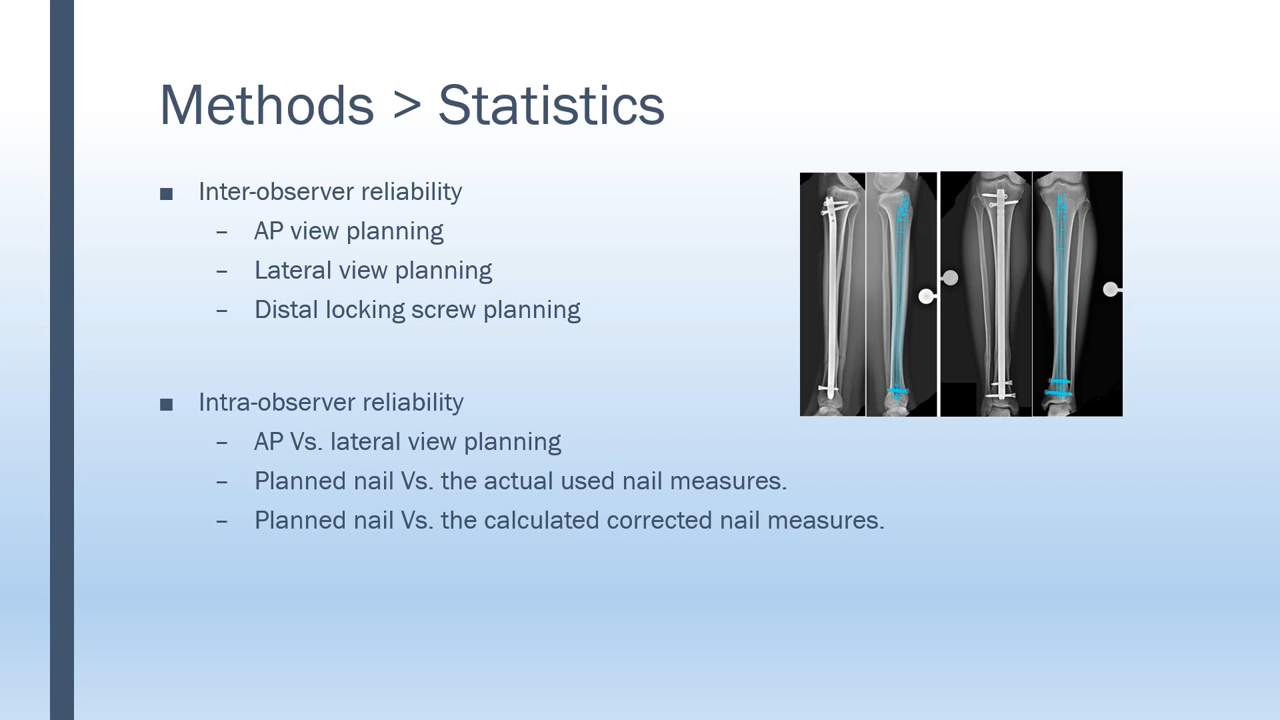 Methods > Statistics
■ Inter-observer reliability
– AP view planning
– Lateral view planning
– Distal locking screw planning
■ Intra-observer reliability
– AP Vs. lateral view planning
– Planned nail Vs. the actual used nail measures.
– Planned nail Vs. the calculated corrected nail measures.